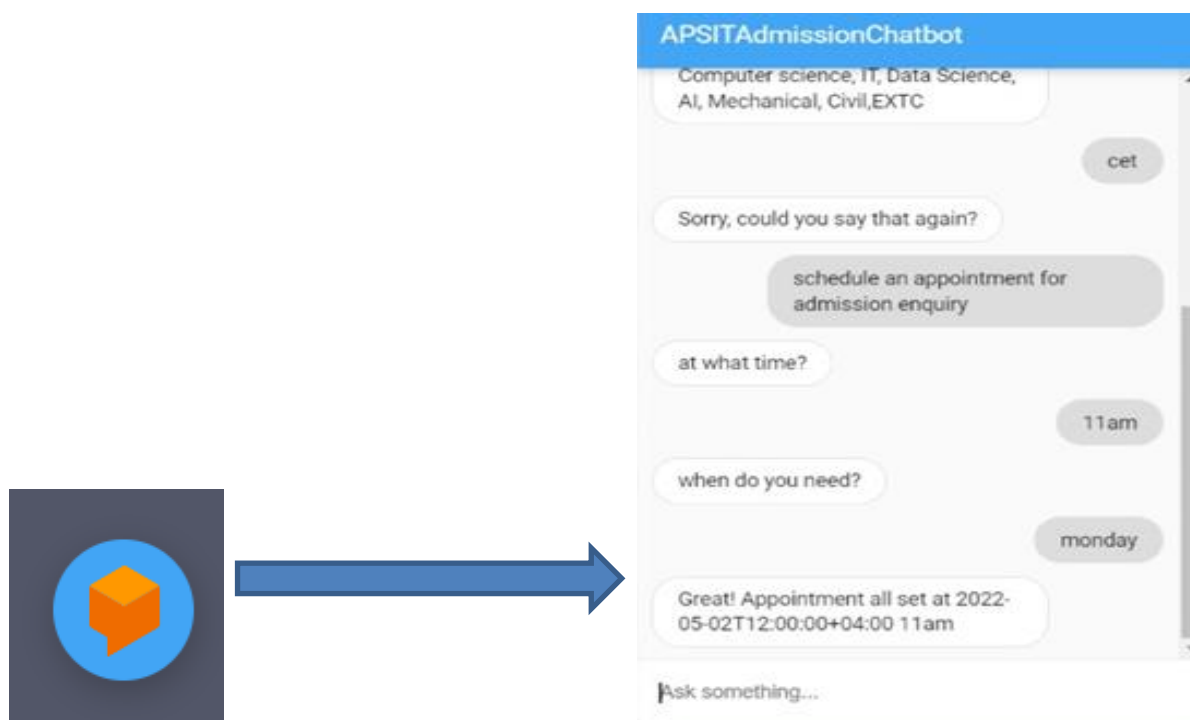 APSITAdmissionChatbot
Computer science, IT, Data Science,
AI, Mechanical, Civil,EXTC
cet
Sorry, could you say that again?
schedule an appointment for
admission enquiry
at what time?
11am
when do you need?
monday
Great! Appointment all set at 2022-
05-02T12:00:00+04:00 11am
Ask something...